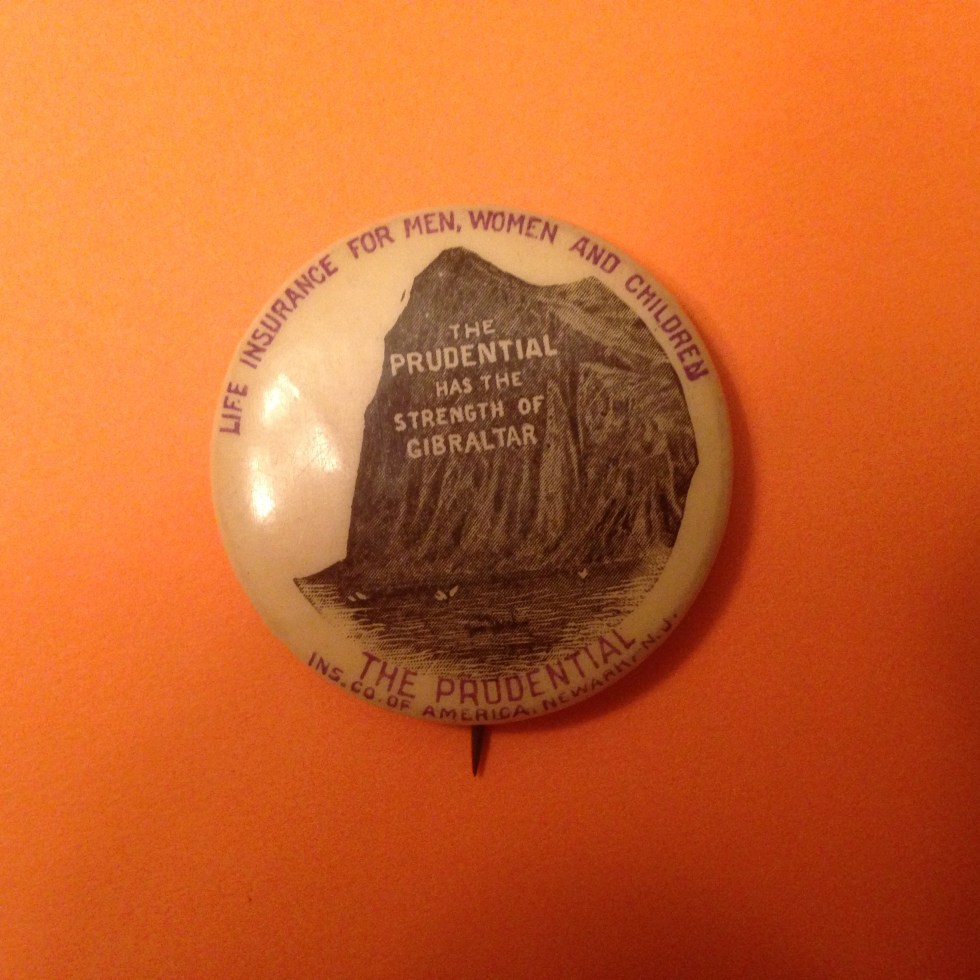 LIFE INSURANCE FOR MEN, WOMEN AND CHILDREN
THE
PRUDENTIAL
HAS THE
STRENGTH OF
GIBRALTAR
THE PRUDENTIAL
INS. CO. OF AMERICA, NEWARK, N.J.